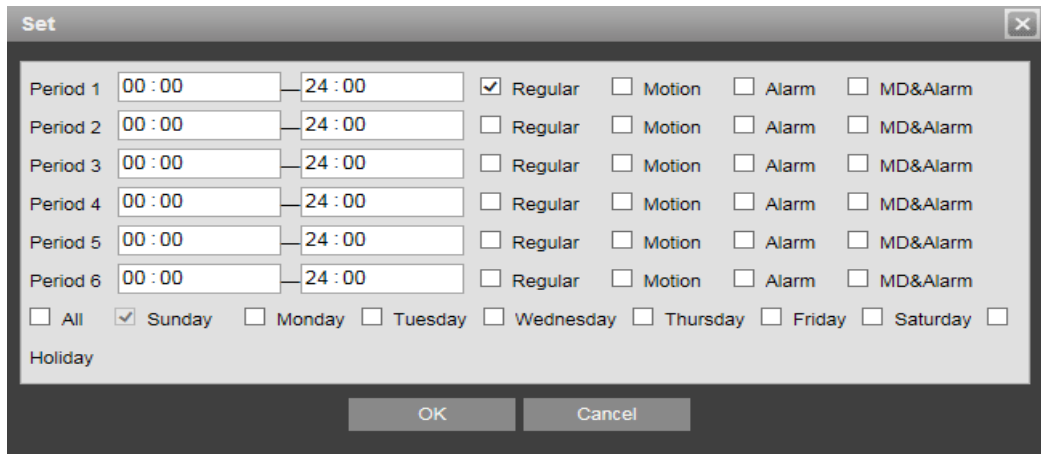 Set
Period 1 00:00 — 24:00 Regular Motion Alarm MD&Alarm
Period 2 00:00 — 24:00 Regular Motion Alarm MD&Alarm
Period 3 00:00 — 24:00 Regular Motion Alarm MD&Alarm
Period 4 00:00 — 24:00 Regular Motion Alarm MD&Alarm
Period 5 00:00 — 24:00 Regular Motion Alarm MD&Alarm
Period 6 00:00 — 24:00 Regular Motion Alarm MD&Alarm
All Sunday Monday Tuesday Wednesday Thursday Friday Saturday
Holiday
OK Cancel